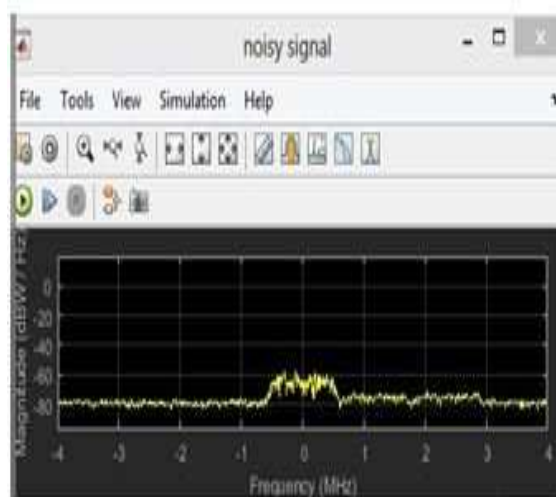 noisy signal
File Tools View Simulation Help
Magnitude (dBW / Hz)
0
-20
-40
-60
-80
-4 -3 -2 -1 0 1 2 3 4
Frequency (MHz)